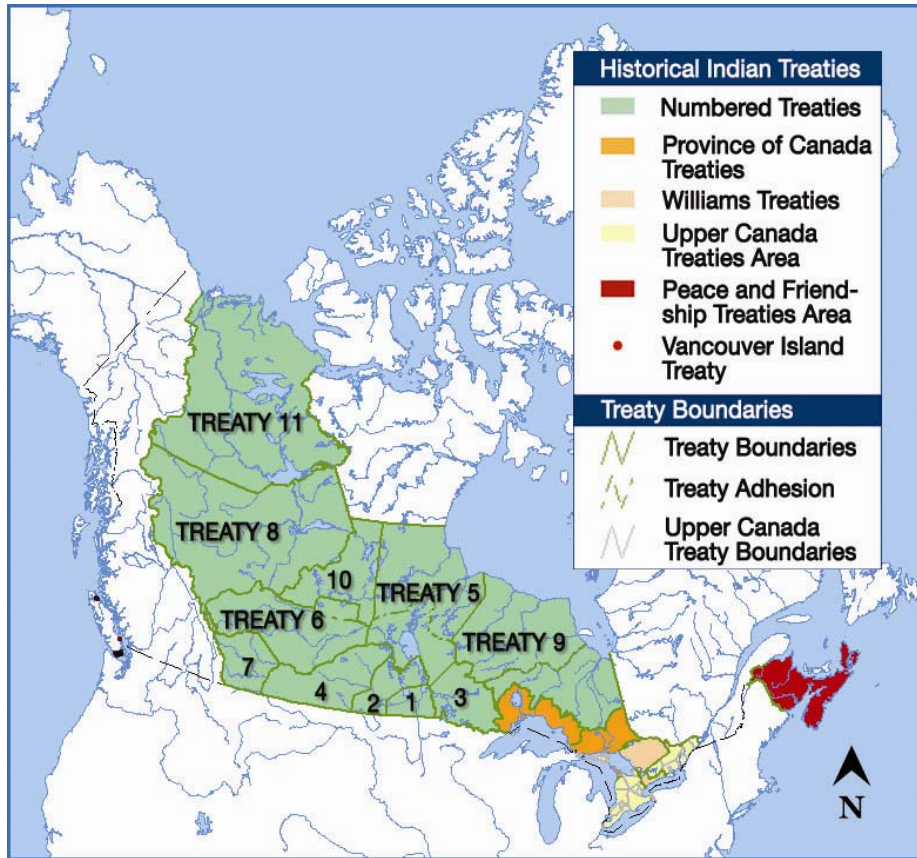 Historical Indian Treaties
Numbered Treaties
Province of Canada
Treaties
Williams Treaties
Upper Canada
Treaties Area
Peace and Friend-
ship Treaties Area
Vancouver Island
Treaty
Treaty Boundaries
Treaty Boundaries
Treaty Adhesion
Upper Canada
Treaty Boundaries
TREATY 11
TREATY 8
10
TREATY 5
TREATY 6
TREATY 9
7
4
2
1
3
N